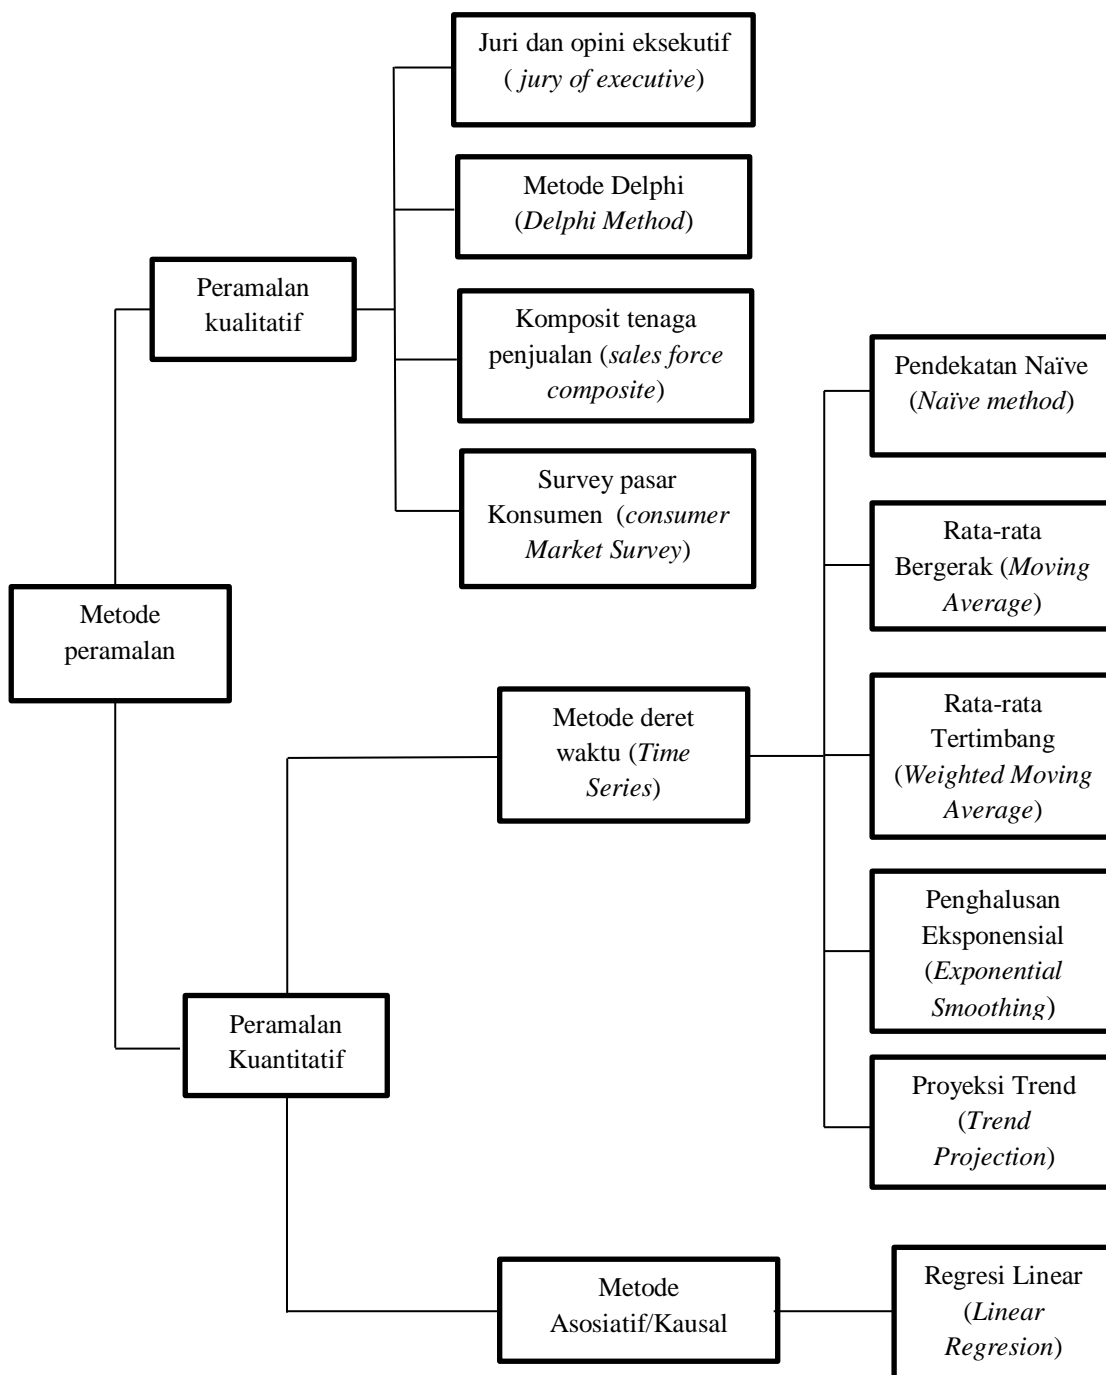 Juri dan opini eksekutif
( jury of executive)
Metode Delphi
(Delphi Method)
Peramalan
kualitatif
Komposit tenaga
penjualan (sales force
composite)
Survey pasar
Konsumen (consumer
Market Survey)
Metode
peramalan
Pendekatan Naïve
(Naïve method)
Rata-rata
Bergerak (Moving
Average)
Metode deret
waktu (Time
Series)
Rata-rata
Tertimbang
(Weighted Moving
Average)
Penghalusan
Eksponensial
(Exponential
Smoothing)
Peramalan
Kuantitatif
Proyeksi Trend
(Trend
Projection)
Metode
Asosiatif/Kausal
Regresi Linear
(Linear
Regresion)